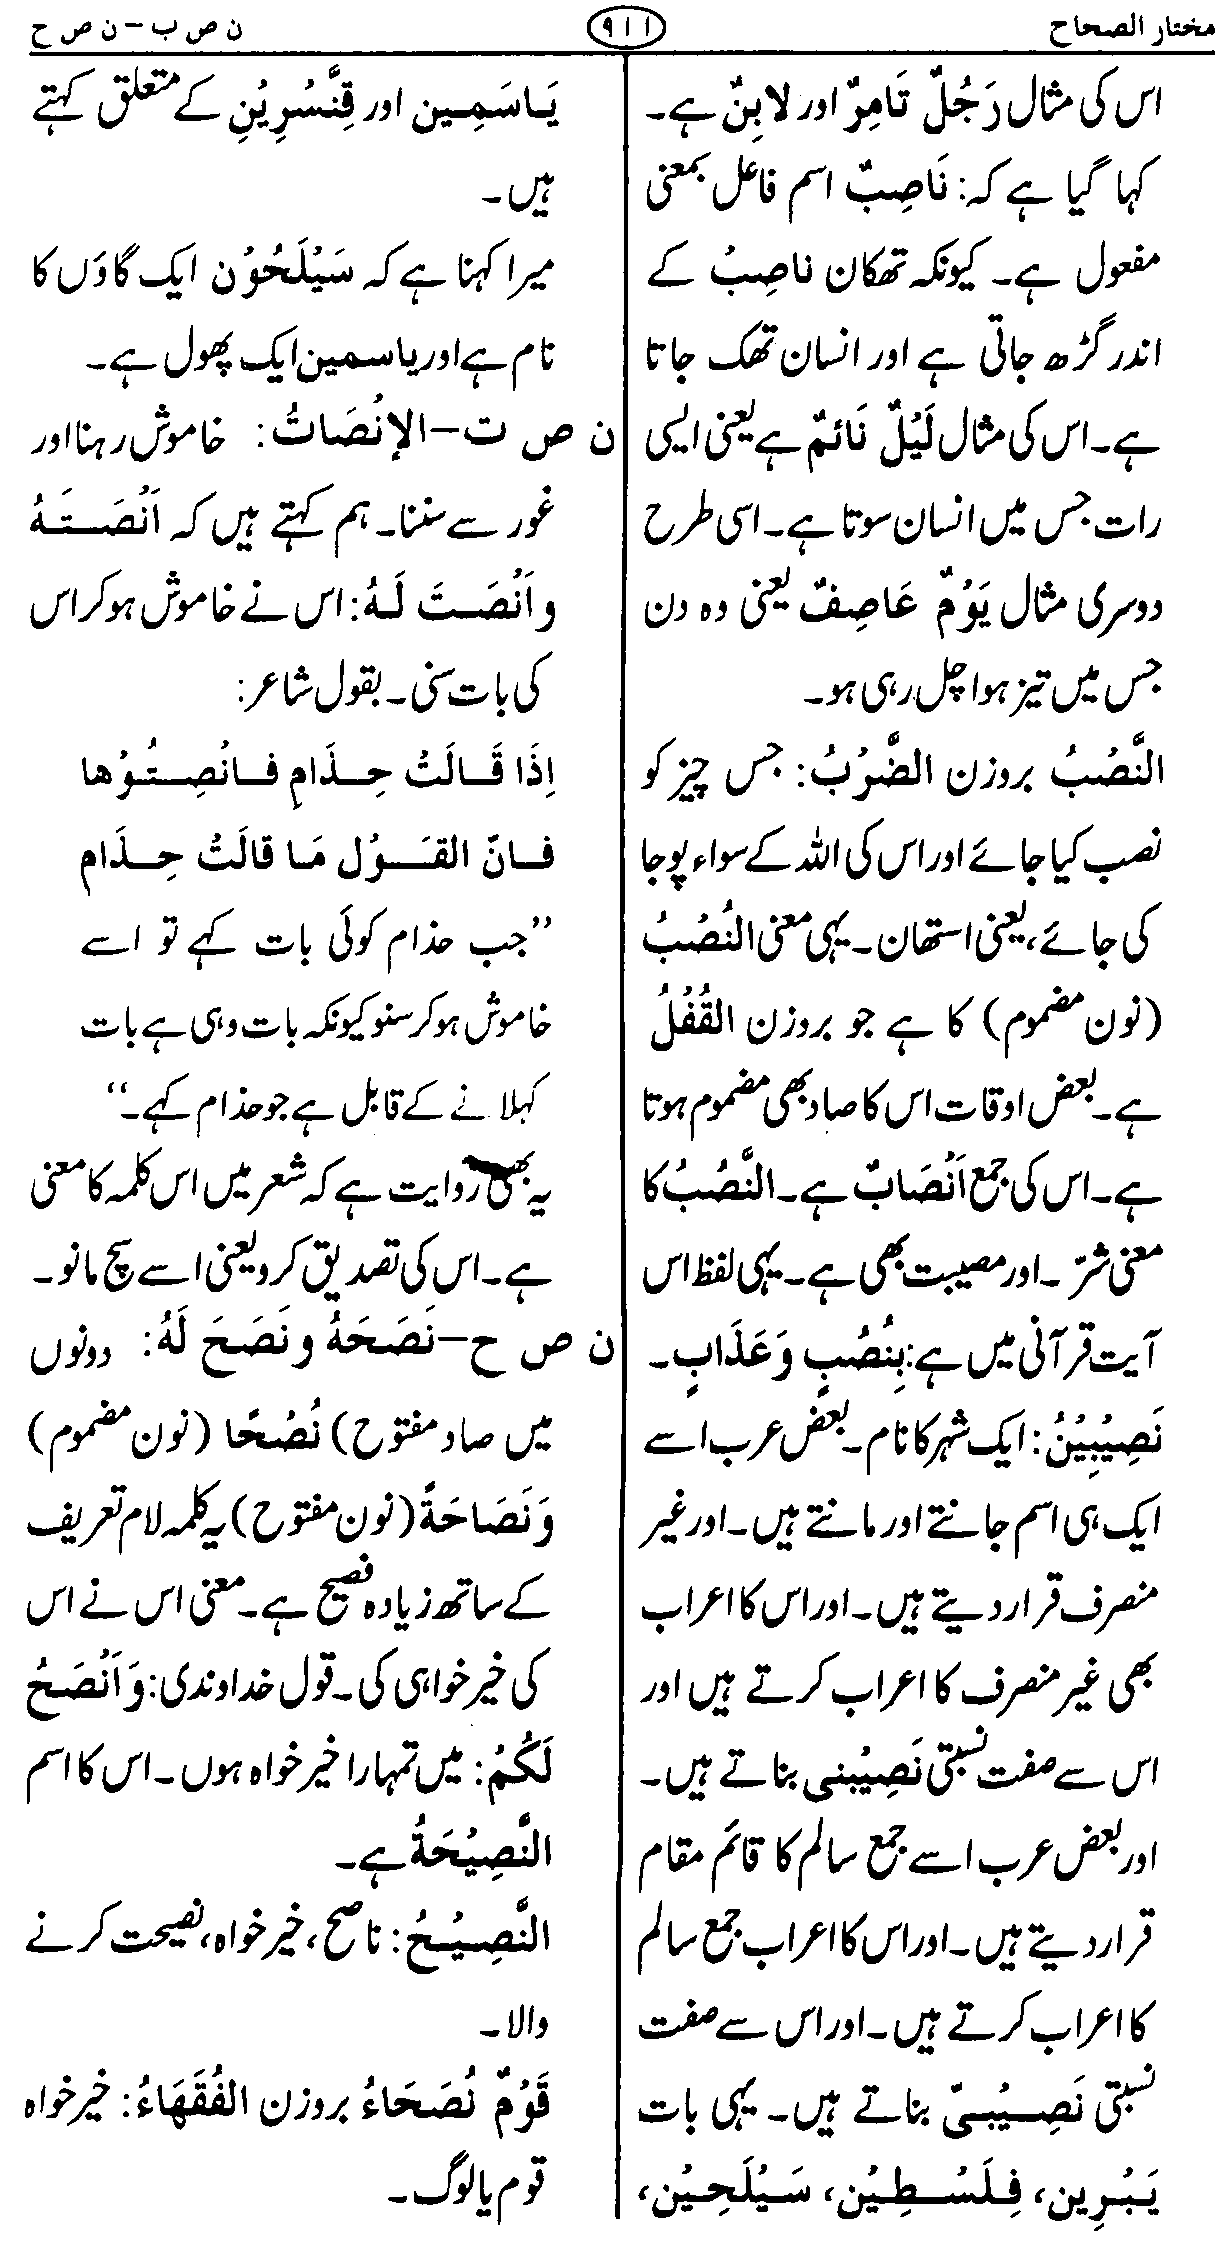 مختار الصحاح
۹۱۱
ن ص ب – ن ص ح
اس کی مثال رَجُلٌ تَامِرٌ اور لابِنٌ ہے۔
کہا گیا ہے کہ: نَاصِبٌ اسم فاعل بمعنی
مفعول ہے۔ کیونکہ تھکان ناصِبٌ کے
اندر گڑھ جاتی ہے اور انسان تھک جاتا
ہے۔ اس کی مثال لَیْلٌ نَائمٌ ہے یعنی ایسی
رات جس میں انسان سوتا ہے۔ اسی طرح
دوسری مثال یَوْمٌ عَاصِفٌ یعنی وہ دن
جس میں تیز ہوا چل رہی ہو۔
النَّصْبُ بروزن الضَّرْبُ: جس چیز کو
نصب کیا جائے اور اس کی اللہ کے سواء پوجا
کی جائے، یعنی استھان۔ یہی معنی النُصْبُ
(نون مضموم) کا ہے جو بروزن القُفْلُ
ہے۔ بعض اوقات اس کا صاد بھی مضموم ہوتا
ہے۔ اس کی جمع اَنْصَابٌ ہے۔ النَّصْبُ کا
معنی شرّ ۔ اور مصیبت بھی ہے۔ یہی لفظ اس
آیت قرآنی میں ہے: بِنُصْبٍ وَعَذَابٍ۔
نَصِیْبِیْنُ: ایک شہر کا نام۔ بعض عرب اسے
ایک ہی اسم جانتے اور مانتے ہیں۔ اور غیر
منصرف قرار دیتے ہیں۔ اور اس کا اعراب
بھی غیر منصرف کا اعراب کرتے ہیں اور
اس سے صفت نسبتی نَصِیْبنی بناتے ہیں۔
اور بعض عرب اسے جمع سالم کا قائم مقام
قرار دیتے ہیں۔ اور اس کا اعراب جمع سالم
کا اعراب کرتے ہیں۔ اور اس سے صفت
نسبتی نَصِیْبیّ بناتے ہیں۔ یہی بات
یَبْرِین، فِلَسْطِیْن، سَیْلَحِیْن،
یَاسَمِین اور قِنَّسْرِیْنِ کے متعلق کہتے
ہیں۔
میرا کہنا ہے کہ سَیْلَحُوْن ایک گاؤں کا
نام ہے اور یاسمین ایک پھول ہے۔
ن ص ت – الإنْصَاتُ: خاموش رہنا اور
غور سے سننا۔ ہم کہتے ہیں کہ اَنْصَتَهُ
و اَنْصَتَ لَهُ: اس نے خاموش ہو کر اس
کی بات سنی۔ بقول شاعر:
اِذَا قَالَتْ حِذَامِ فانْصِتُوْها
فانّ القَوْل مَا قالَتْ حِذَام
”جب حذام کوئی بات کہے تو اسے
خاموش ہو کر سنو کیونکہ بات وہی ہے بات
کہلانے کے قابل ہے جو حذام کہے۔“
یہ بھی روایت ہے کہ شعر میں اس کلمہ کا معنی
ہے۔ اس کی تصدیق کرو یعنی اسے سچ مانو۔
ن ص ح – نَصَحَهُ و نَصَحَ لَهُ: دونوں
میں صاد مفتوح) نُصْحًا (نون مضموم)
وَنَصَاحَةً (نون مفتوح) یہ کلمہ لام تعریف
کے ساتھ زیادہ فصیح ہے۔ معنی اس نے اس
کی خیر خواہی کی۔ قول خداوندی: وَاَنْصَحُ
لَکُمْ: میں تمہارا خیر خواہ ہوں۔ اس کا اسم
النَّصِیْحَةُ ہے۔
النَّصِیْحُ: ناصح، خیر خواہ، نصیحت کرنے
والا۔
قَوْمٌ نُصَحَاءُ بروزن الفُقَهَاءُ: خیر خواہ
قوم یا لوگ۔